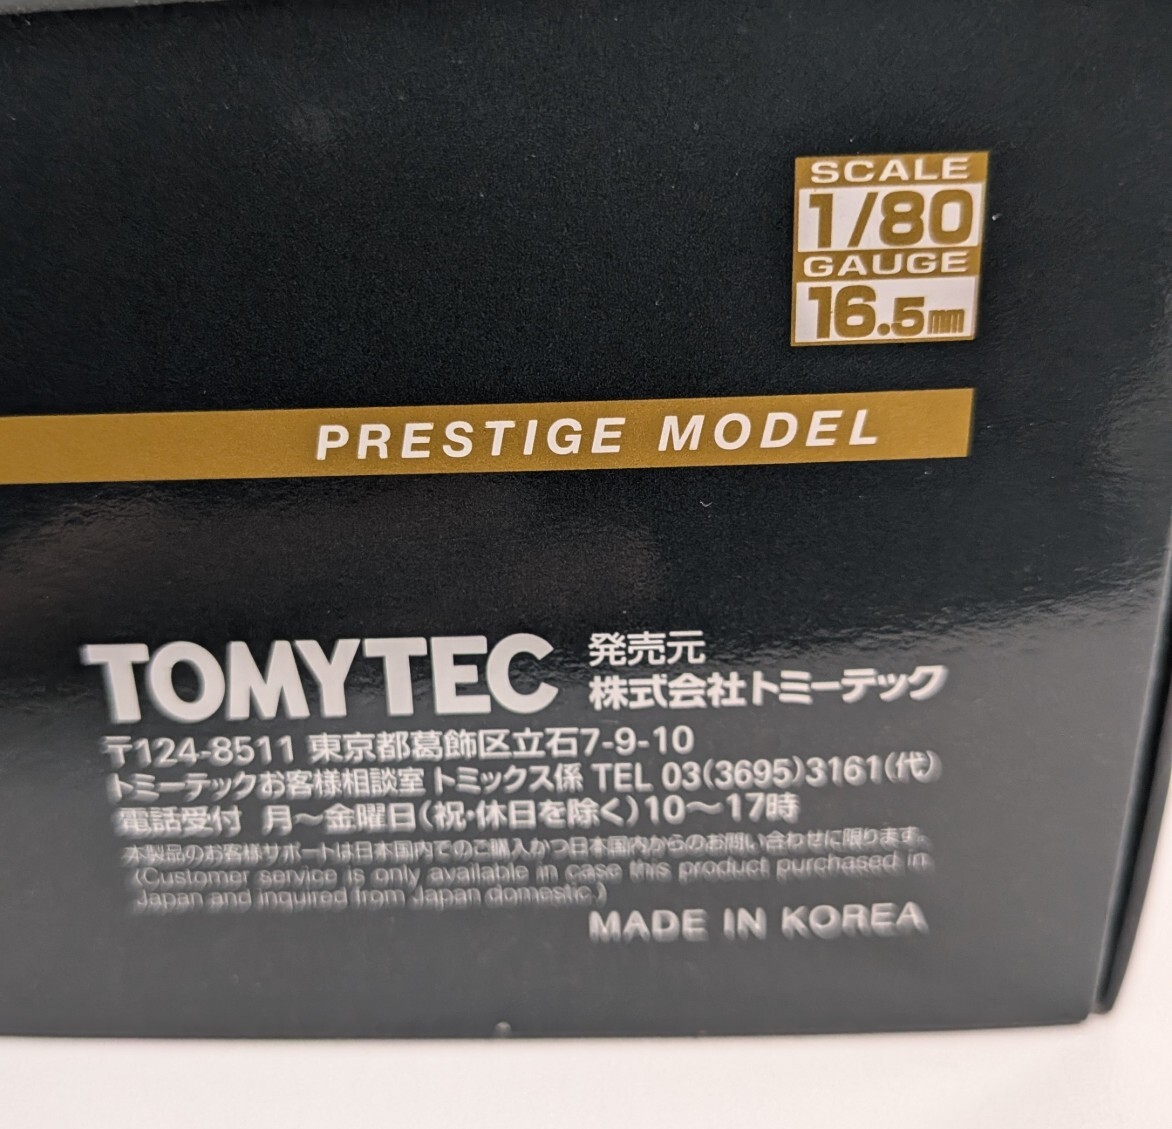 SCALE
1/80
GAUGE
16.5mm
PRESTIGE MODEL
TOMYTEC
発売元
株式会社トミーテック
〒124-8511 東京都葛飾区立石7-9-10
トミーテックお客様相談室 トミックス係 TEL 03(3695)3161(代)
電話受付 月〜金曜日(祝・休日を除く)10〜17時
本製品のお客様サポートは日本国内でのご購入かつ日本国内からのお問い合わせに限ります。
(Customer service is only available in case this product purchased in
Japan and inquired from Japan domestic.)
MADE IN KOREA